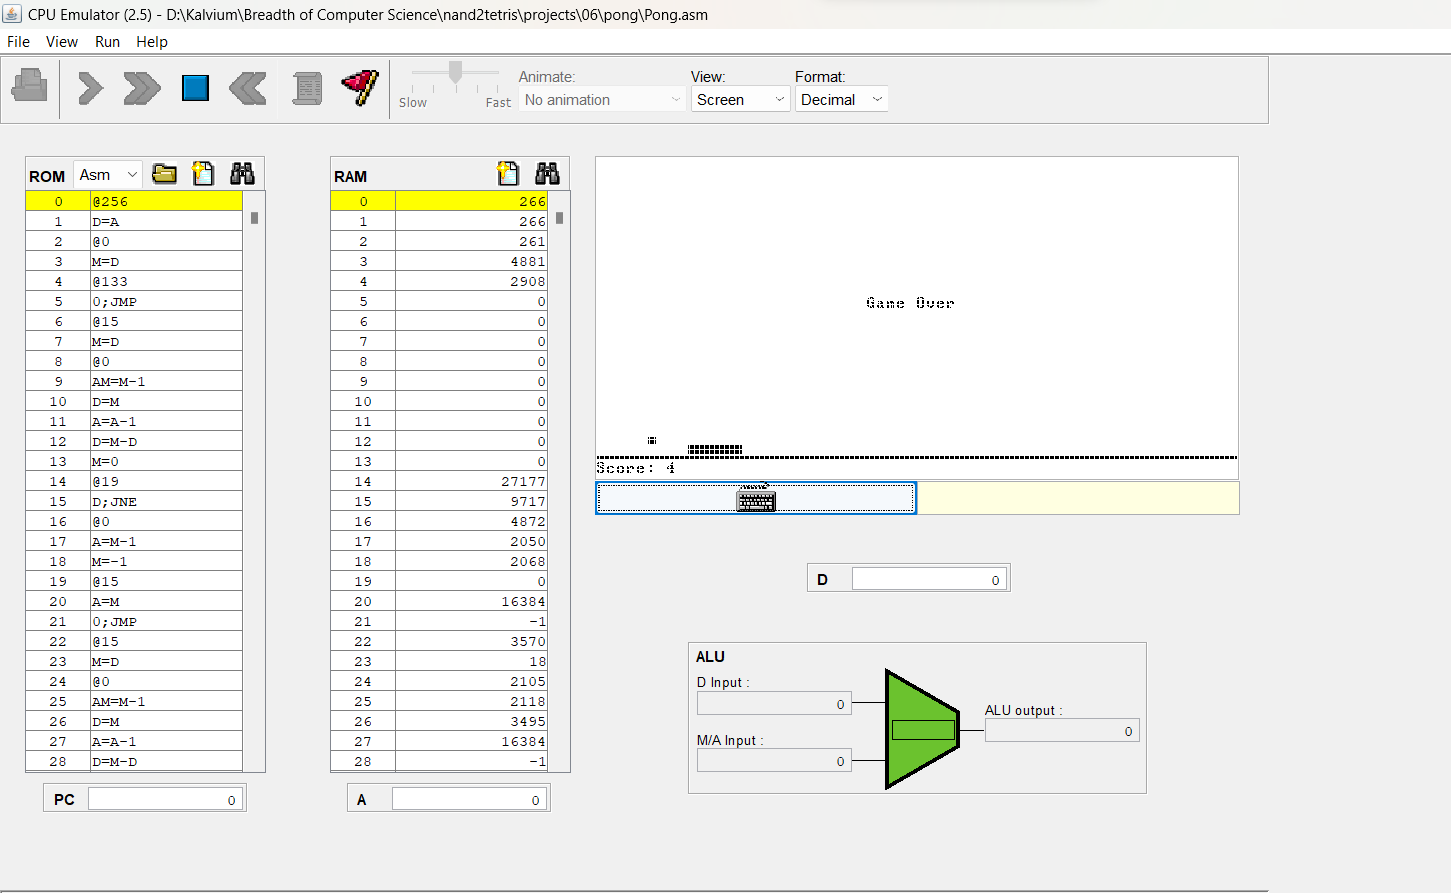 CPU Emulator (2.5) - D:\Kalvium\Breadth of Computer Science\nand2tetris\projects\06\pong\Pong.asm
File View Run Help
Slow Fast
Animate:
No animation
View:
Screen
Format:
Decimal
ROM Asm
0 @256
1 D=A
2 @0
3 M=D
4 @133
5 0;JMP
6 @15
7 M=D
8 @0
9 AM=M-1
10 D=M
11 A=A-1
12 D=M-D
13 M=0
14 @19
15 D;JNE
16 @0
17 A=M-1
18 M=-1
19 @15
20 A=M
21 0;JMP
22 @15
23 M=D
24 @0
25 AM=M-1
26 D=M
27 A=A-1
28 D=M-D
PC 0
RAM
0 266
1 266
2 261
3 4881
4 2908
5 0
6 0
7 0
8 0
9 0
10 0
11 0
12 0
13 0
14 27177
15 9717
16 4872
17 2050
18 2068
19 0
20 16384
21 -1
22 3570
23 18
24 2105
25 2118
26 3495
27 16384
28 -1
A 0
Game Over
Score: 4
D 0
ALU
D Input :
0
M/A Input :
0
ALU output :
0